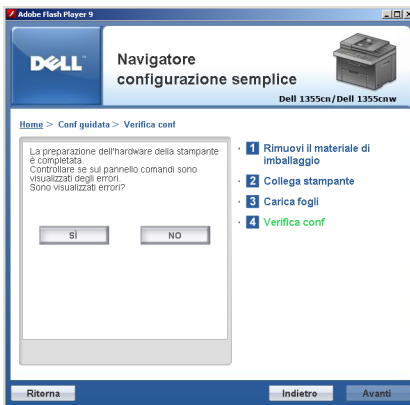 Adobe Flash Player 9
DELL™
Navigatore
configurazione semplice
Dell 1355cn/Dell 1355cnw
Home > Conf guidata > Verifica conf
La preparazione dell'hardware della stampante
è completata.
Controllare se sul pannello comandi sono
visualizzati degli errori.
Sono visualizzati errori?
SÌ
NO
· 1 Rimuovi il materiale di
imballaggio
· 2 Collega stampante
· 3 Carica fogli
· 4 Verifica conf
Ritorna
Indietro
Avanti